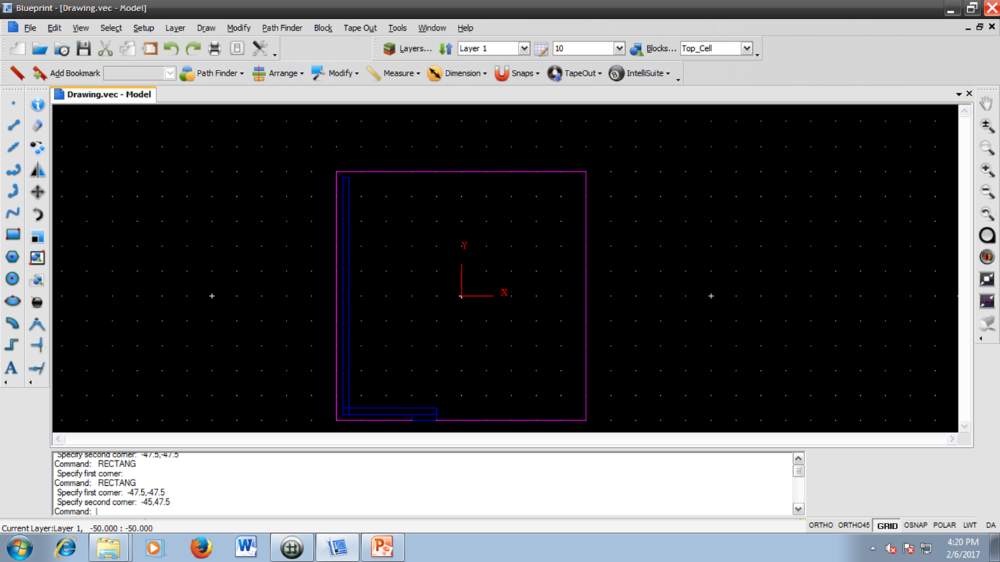 Blueprint - [Drawing.vec - Model]
File Edit View Select Setup Layer Draw Modify Path Finder Block Tape Out Tools Window Help
Layers... Layer 1 10 Blocks... Top_Cell
Add Bookmark Path Finder Arrange Modify Measure Dimension Snaps TapeOut IntelliSuite
Drawing.vec - Model
Y
X
Specify second corner: -47.5,-47.5
Command: RECTANG
Specify first corner:
Command: RECTANG
Specify first corner: -47.5,-47.5
Specify second corner: -45,47.5
Command:
Current Layer:Layer 1, -50.000 : -50.000
ORTHO ORTHO45 GRID OSNAP POLAR LWT DA
4:20 PM
2/6/2017